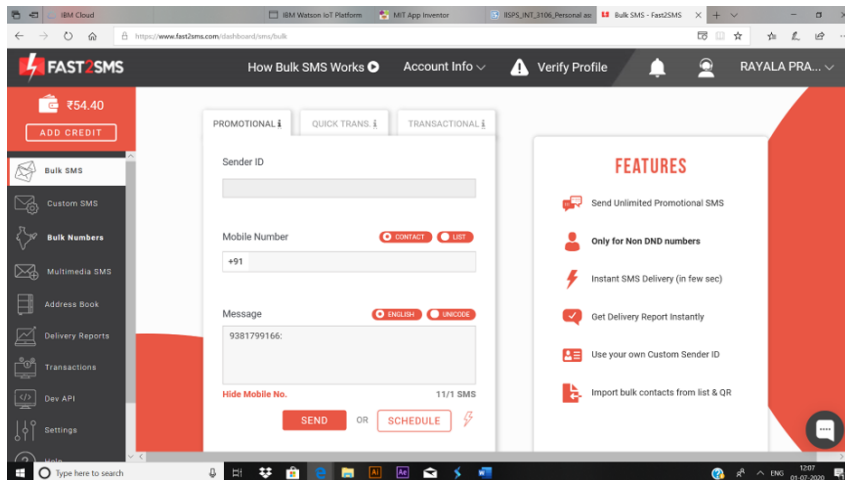 IBM Cloud
IBM Watson IoT Platform
MIT App Inventor
ISPS_INT_3106_Personal as
Bulk SMS - Fast2SMS
https://www.fast2sms.com/dashboard/sms/bulk
FAST2SMS
How Bulk SMS Works
Account Info
Verify Profile
RAYALA PRA...
₹54.40
ADD CREDIT
Bulk SMS
Custom SMS
Bulk Numbers
Multimedia SMS
Address Book
Delivery Reports
Transactions
Dev API
Settings
Help
PROMOTIONAL
QUICK TRANS.
TRANSACTIONAL
Sender ID
Mobile Number
CONTACT
LIST
+91
Message
ENGLISH
UNICODE
9381799166:
Hide Mobile No.
11/1 SMS
SEND
OR
SCHEDULE
FEATURES
Send Unlimited Promotional SMS
Only for Non DND numbers
Instant SMS Delivery (in few sec)
Get Delivery Report Instantly
Use your own Custom Sender ID
Import bulk contacts from list & QR
Type here to search
Ai
Ae
ENG
12:07
01-07-2020